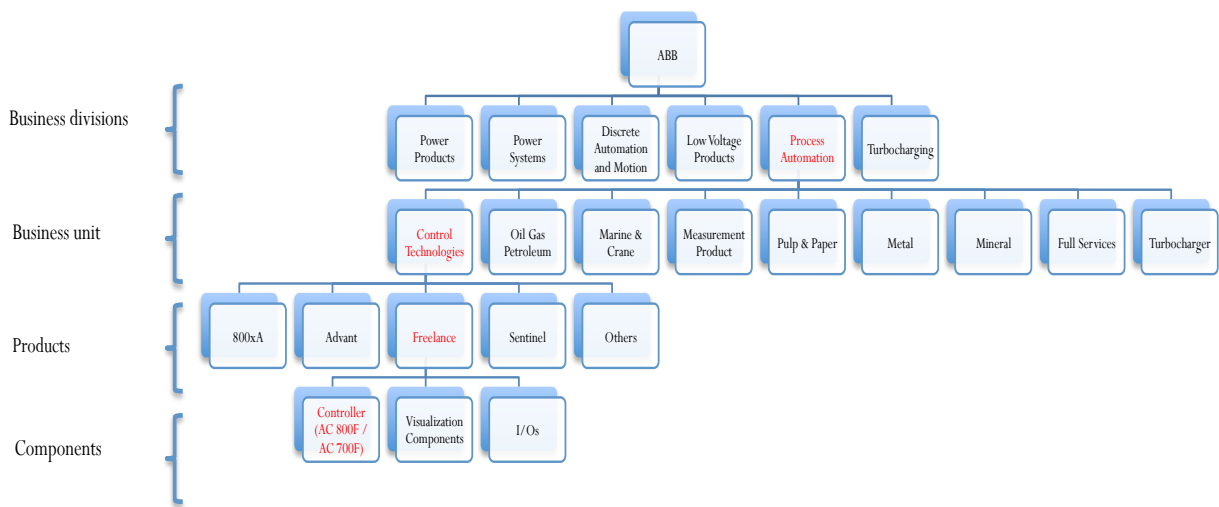 ABB
Business divisions
Power
Products
Power
Systems
Discrete
Automation
and Motion
Low Voltage
Products
Process
Automation
Turbocharging
Business unit
Control
Technologies
Oil Gas
Petroleum
Marine &
Crane
Measurement
Product
Pulp & Paper
Metal
Mineral
Full Services
Turbocharger
Products
800xA
Advant
Freelance
Sentinel
Others
Components
Controller
(AC 800F /
AC 700F)
Visualization
Components
I/Os